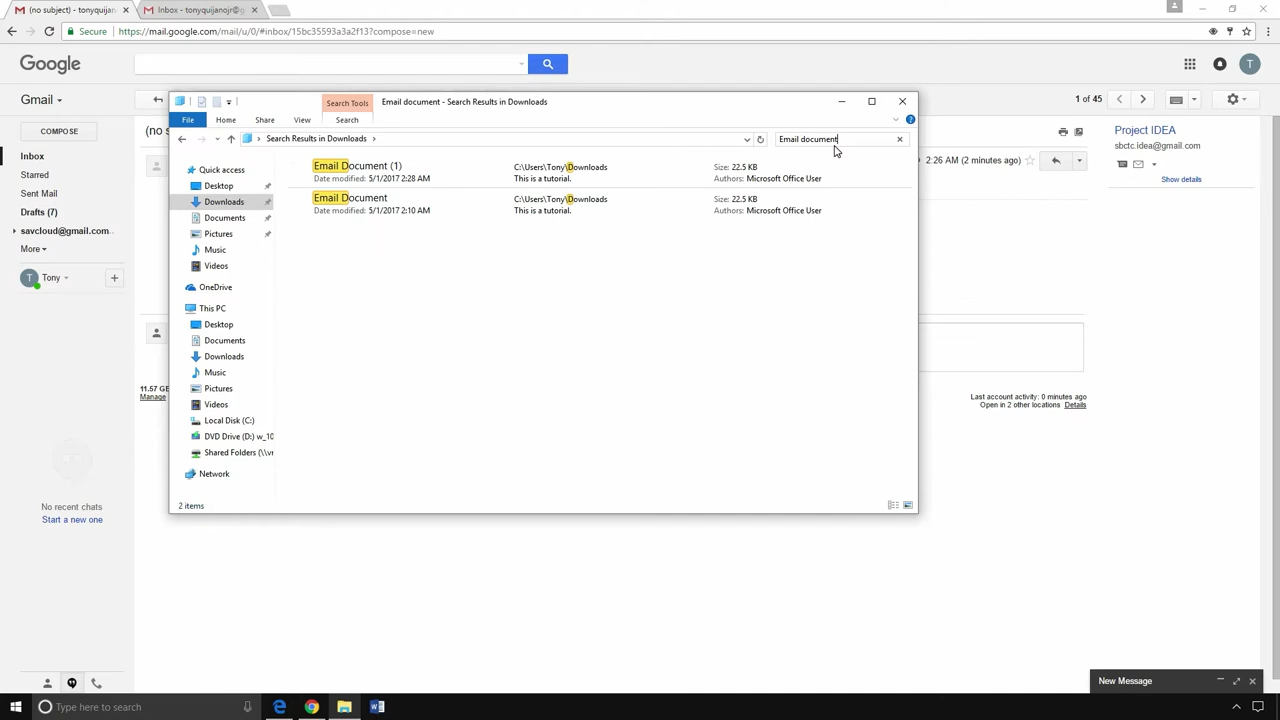 (no subject) - tonyquijano
Inbox - tonyquijanojr@g
Secure
https://mail.google.com/mail/u/0/#inbox/15bc35593a3a2f13?compose=new
Google
T
Gmail
1 of 45
COMPOSE
(no s
Inbox
Starred
Sent Mail
Drafts (7)
savcloud@gmail.com..
More
T
Tony
2:26 AM (2 minutes ago)
Project IDEA
sbctc.idea@gmail.com
Show details
Search Tools
Email document - Search Results in Downloads
File
Home
Share
View
Search
Search Results in Downloads
Email document
Quick access
Desktop
Downloads
Documents
Pictures
Music
Videos
OneDrive
This PC
Desktop
Documents
Downloads
Music
Pictures
Videos
Local Disk (C:)
DVD Drive (D:) w_10
Shared Folders (\\vr
Network
Email Document (1)
C:\Users\Tony\Downloads
Size: 22.5 KB
Date modified: 5/1/2017 2:28 AM
This is a tutorial.
Authors: Microsoft Office User
Email Document
C:\Users\Tony\Downloads
Size: 22.5 KB
Date modified: 5/1/2017 2:10 AM
This is a tutorial.
Authors: Microsoft Office User
2 items
11.57 GB
Manage
Last account activity: 0 minutes ago
Open in 2 other locations Details
No recent chats
Start a new one
New Message
Type here to search